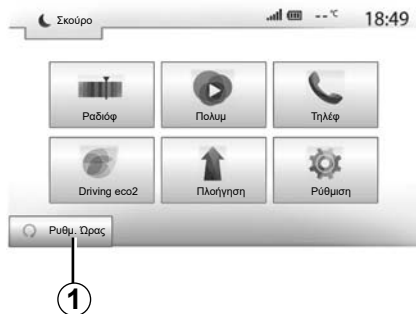 Σκούρο
--°C
18:49
Ραδιόφ
Πολυμ
Τηλέφ
Driving eco2
Πλοήγηση
Ρύθμιση
Ρυθμ. Ώρας
1